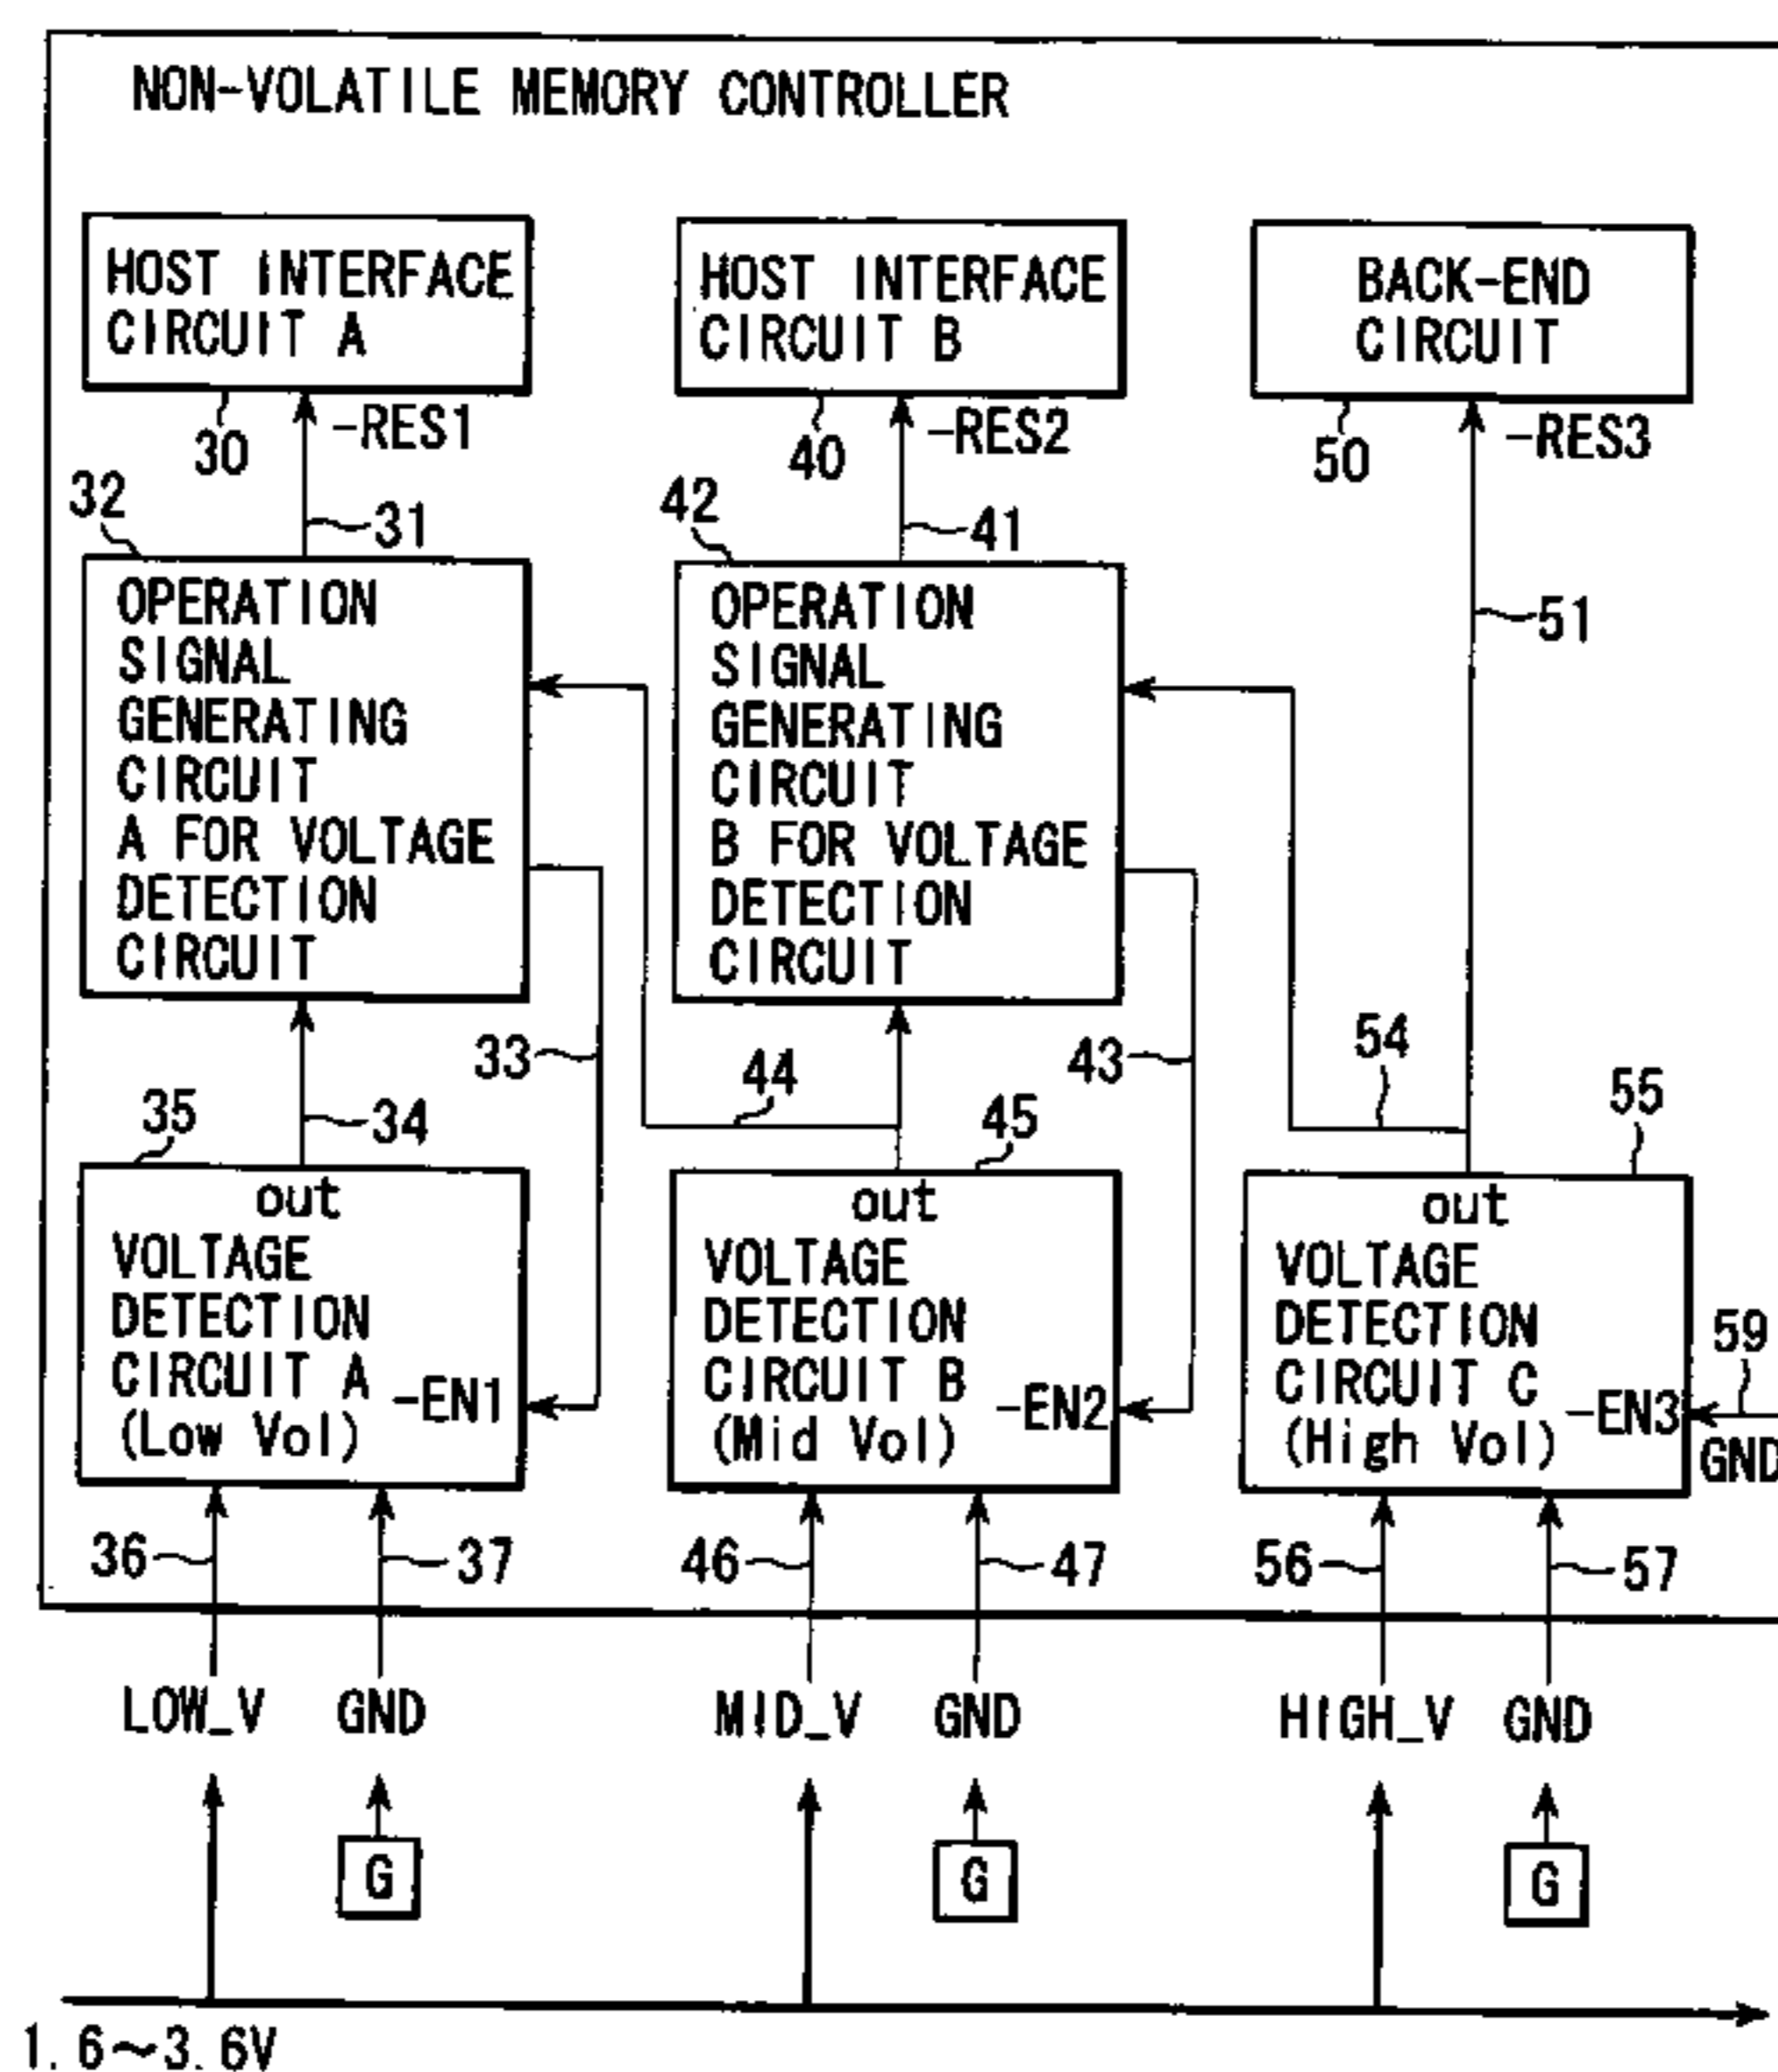 NON-VOLATILE MEMORY CONTROLLER
HOST INTERFACE
CIRCUIT A
HOST INTERFACE
CIRCUIT B
BACK-END
CIRCUIT
30
-RES1
40
-RES2
50
-RES3
32
31
42
41
51
OPERATION
SIGNAL
GENERATING
CIRCUIT
A FOR VOLTAGE
DETECTION
CIRCUIT
OPERATION
SIGNAL
GENERATING
CIRCUIT
B FOR VOLTAGE
DETECTION
CIRCUIT
33
44
43
54
35
34
45
55
out
VOLTAGE
DETECTION
CIRCUIT A
(Low Vol)
-EN1
out
VOLTAGE
DETECTION
CIRCUIT B
(Mid Vol)
-EN2
out
VOLTAGE
DETECTION
CIRCUIT C
(High Vol)
-EN3
59
GND
36
37
46
47
56
57
LOW_V
GND
MID_V
GND
HIGH_V
GND
G
G
G
1.6~3.6V